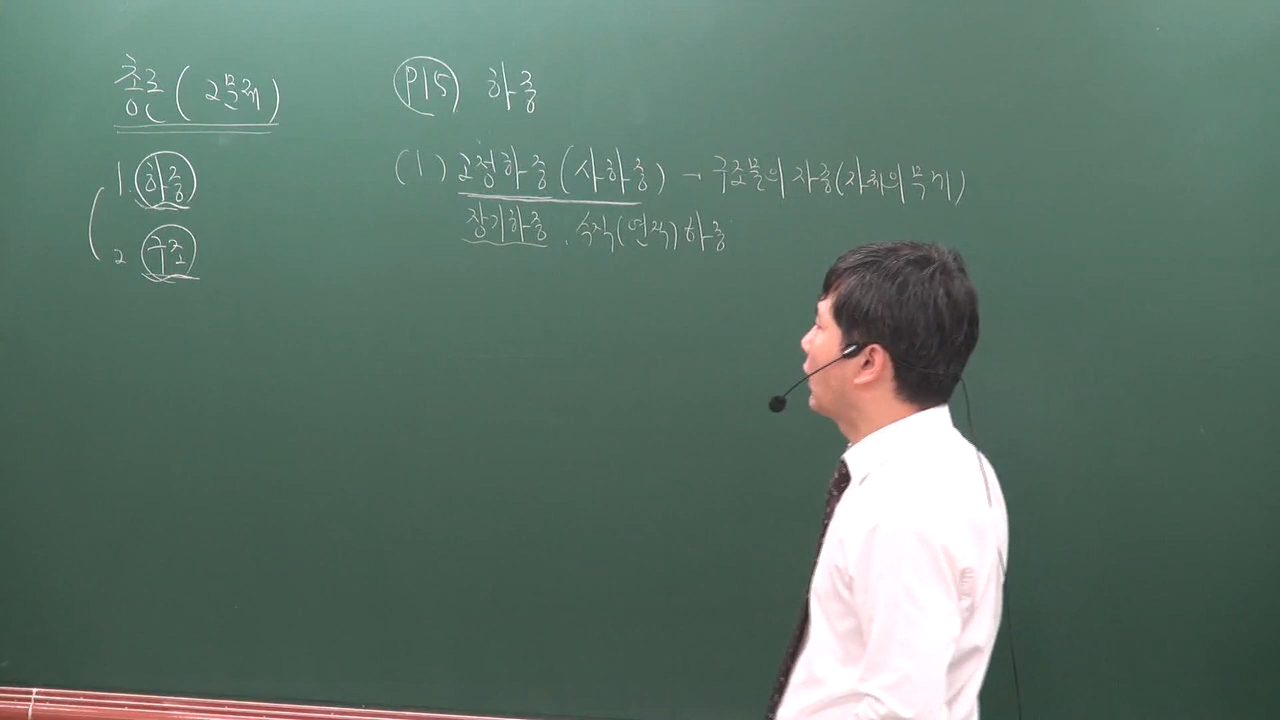 총론(2문제)
1. 하중
2. 구조
P15 하중
(1) 고정하중(사하중) → 구조물의 자중(자체의 무게)
장기하중, 수직(연직)하중